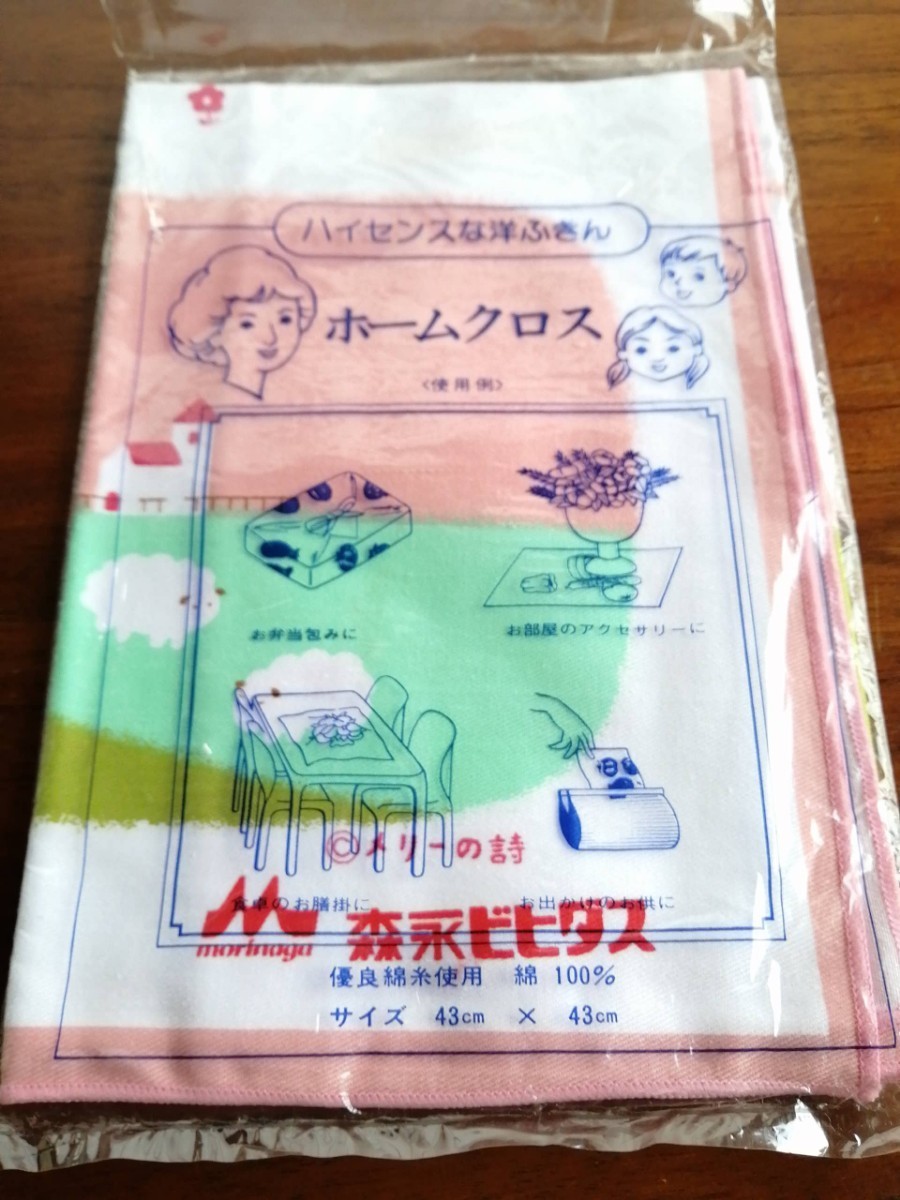 ハイセンスな洋ふきん
ホームクロス
〈使用例〉
お弁当包みに
お部屋のアクセサリーに
©メリーの詩
食卓のお膳掛に
お出かけのお供に
morinaga
森永ビヒダス
優良綿糸使用 綿 100%
サイズ 43cm × 43cm